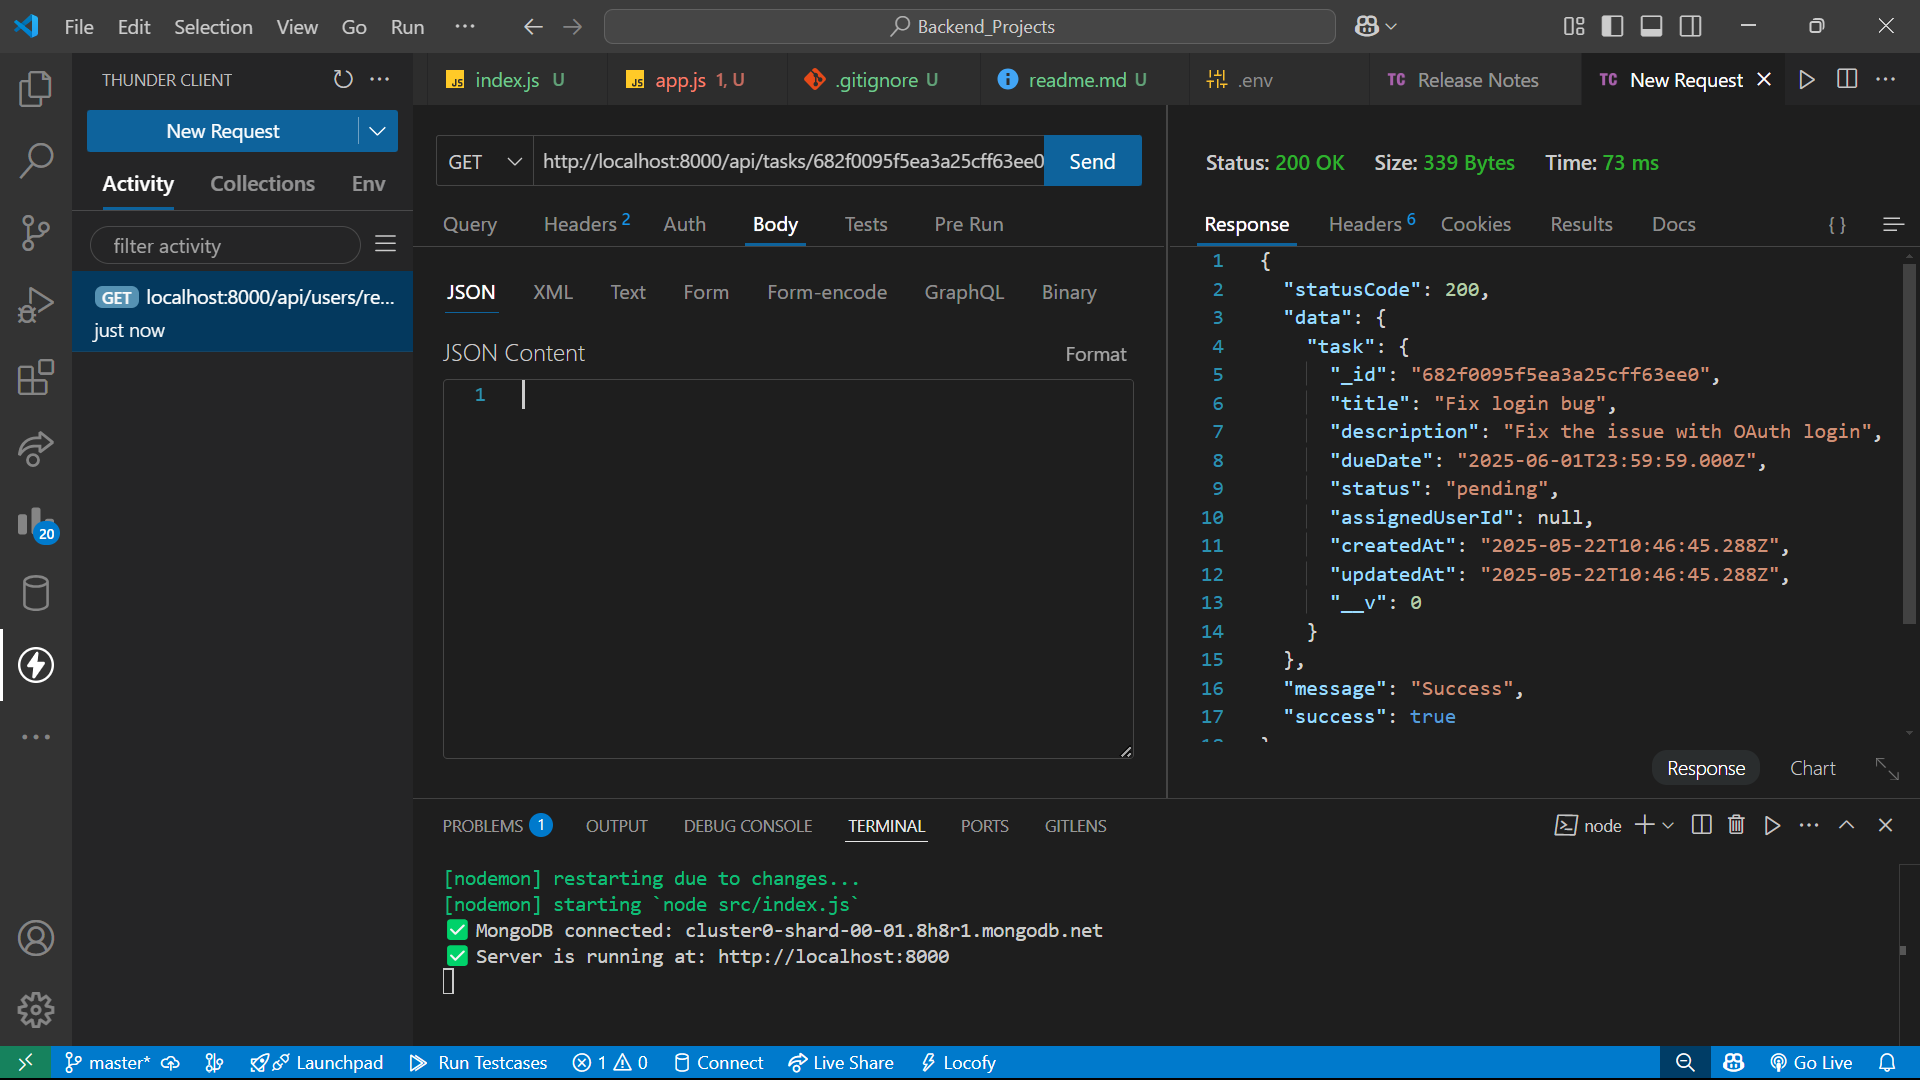 File Edit Selection View Go Run ··· Backend_Projects
THUNDER CLIENT
New Request
Activity Collections Env
filter activity
GET localhost:8000/api/users/re...
just now
index.js U app.js 1, U .gitignore U readme.md U .env TC Release Notes TC New Request
GET http://localhost:8000/api/tasks/682f0095f5ea3a25cff63ee0 Send
Query Headers 2 Auth Body Tests Pre Run
JSON XML Text Form Form-encode GraphQL Binary
JSON Content Format
1
Status: 200 OK Size: 339 Bytes Time: 73 ms
Response Headers 6 Cookies Results Docs { }
1 {
2 "statusCode": 200,
3 "data": {
4 "task": {
5 "_id": "682f0095f5ea3a25cff63ee0",
6 "title": "Fix login bug",
7 "description": "Fix the issue with OAuth login",
8 "dueDate": "2025-06-01T23:59:59.000Z",
9 "status": "pending",
10 "assignedUserId": null,
11 "createdAt": "2025-05-22T10:46:45.288Z",
12 "updatedAt": "2025-05-22T10:46:45.288Z",
13 "__v": 0
14 }
15 },
16 "message": "Success",
17 "success": true
Response Chart
20
PROBLEMS 1 OUTPUT DEBUG CONSOLE TERMINAL PORTS GITLENS node
[nodemon] restarting due to changes...
[nodemon] starting `node src/index.js`
✅ MongoDB connected: cluster0-shard-00-01.8h8r1.mongodb.net
✅ Server is running at: http://localhost:8000
master* Launchpad Run Testcases 1 0 Connect Live Share Locofy Go Live